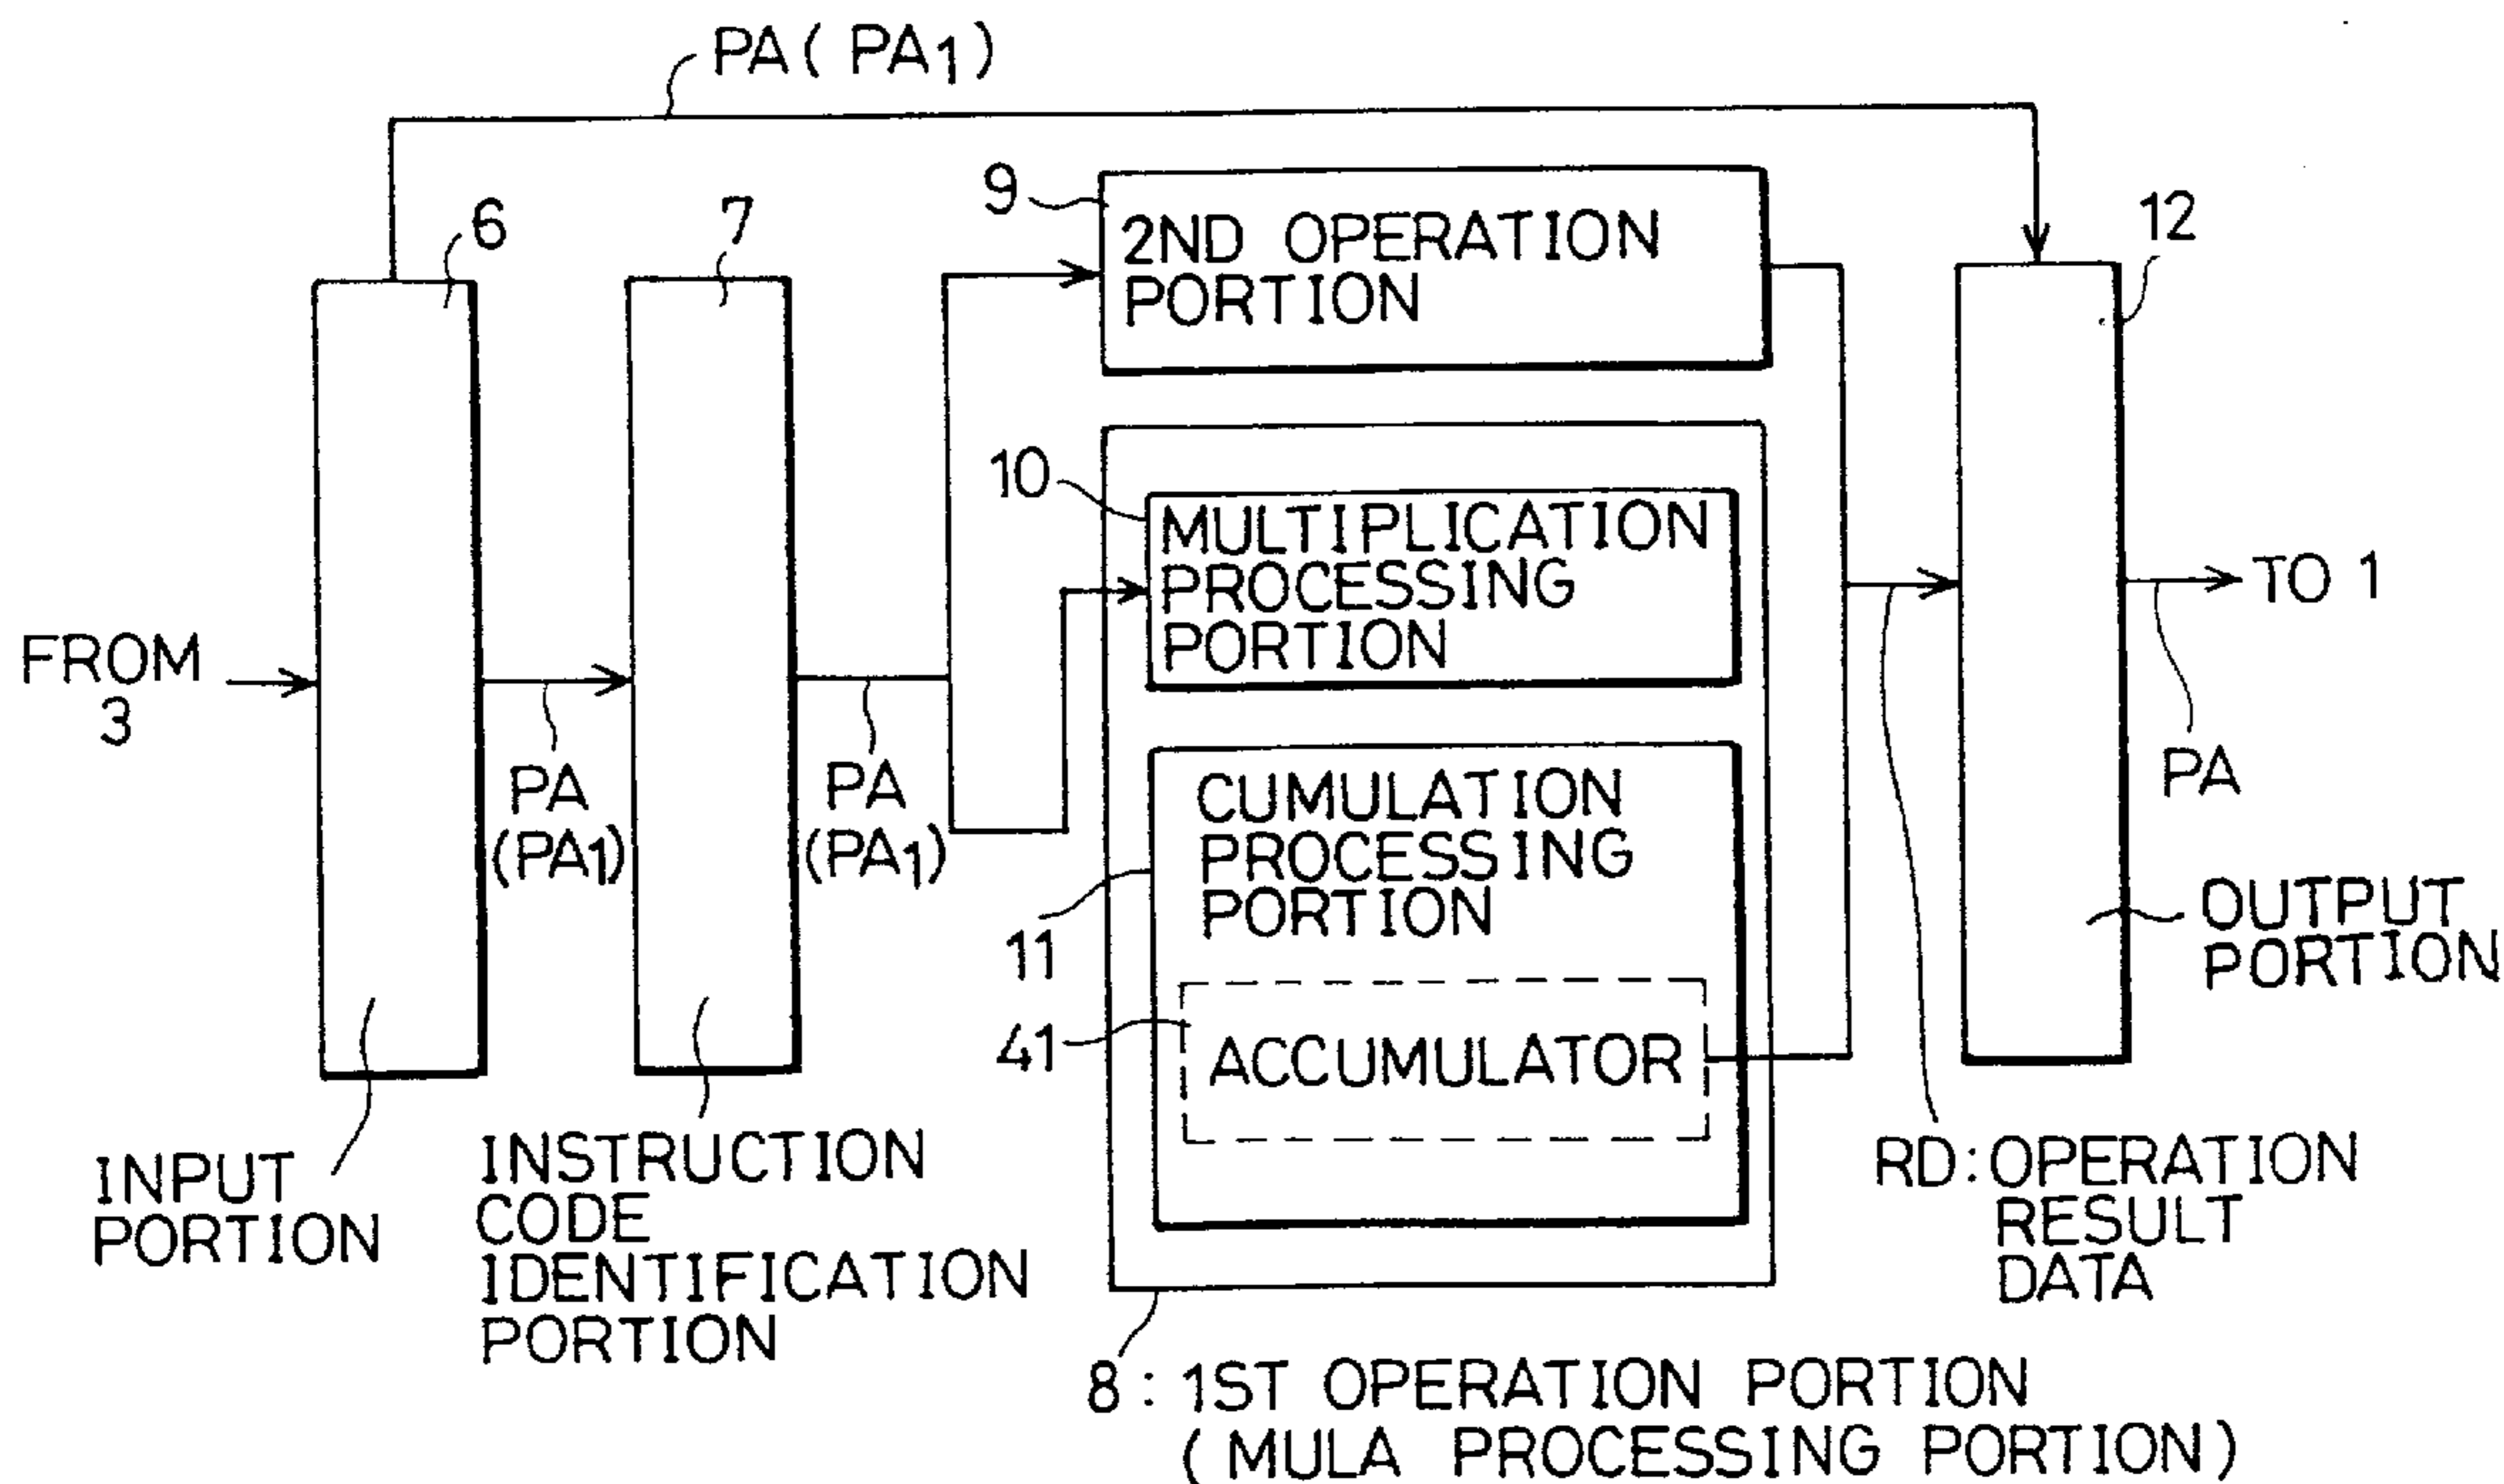 PA( PA1)
6
7
9
2ND OPERATION
PORTION
12
10
MULTIPLICATION
PROCESSING
PORTION
TO 1
FROM
3
PA
(PA1)
PA
(PA1)
PA
CUMULATION
PROCESSING
PORTION
11
OUTPUT
PORTION
41
ACCUMULATOR
INPUT
PORTION
INSTRUCTION
CODE
IDENTIFICATION
PORTION
RD:OPERATION
RESULT
DATA
8: 1ST OPERATION PORTION
( MULA PROCESSING PORTION)